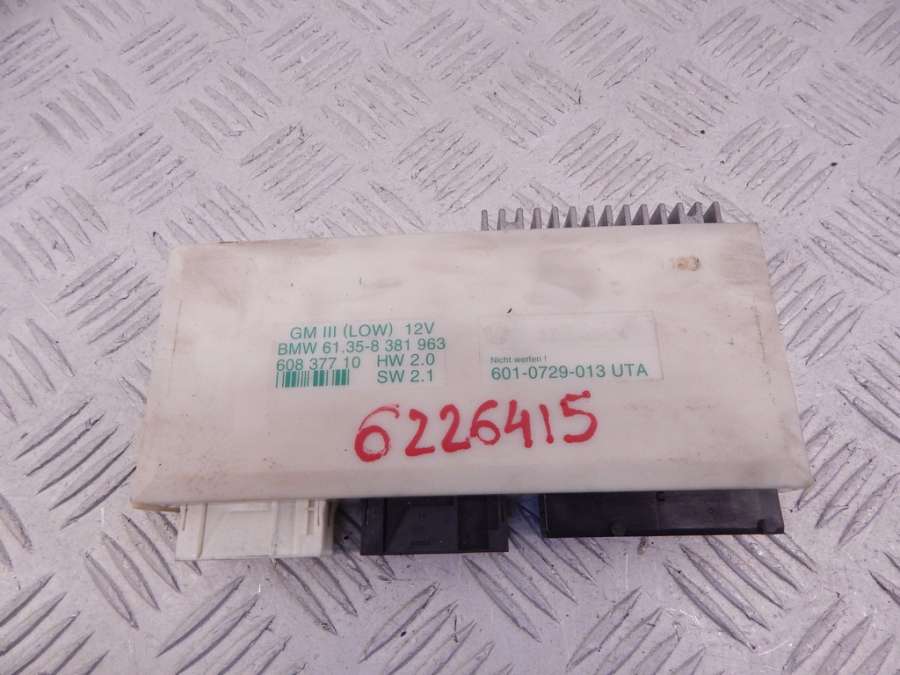 GM III (LOW) 12V
BMW 61.35-8 381 963
608 377 10 HW 2.0
SW 2.1
Nicht werfen !
601-0729-013 UTA
6226415